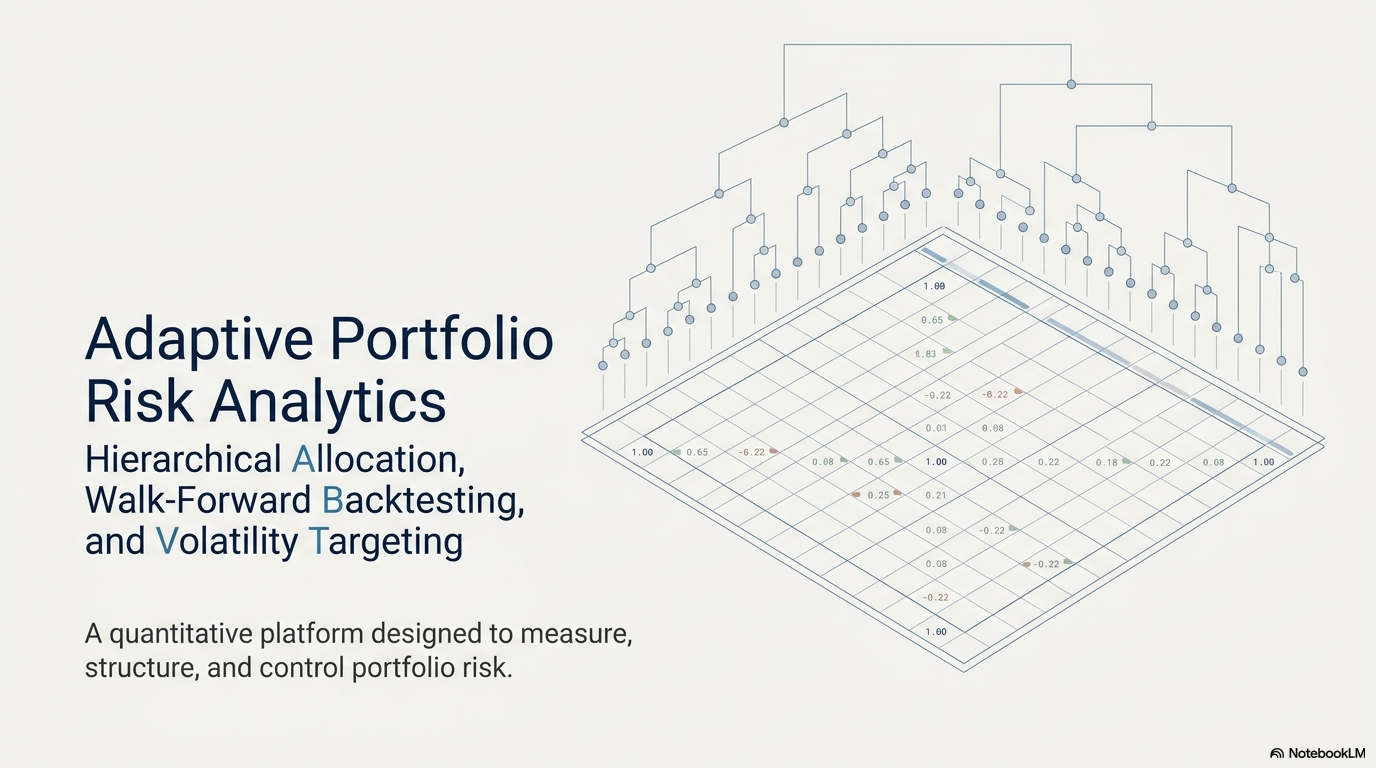 Adaptive Portfolio
Risk Analytics
Hierarchical Allocation,
Walk-Forward Backtesting,
and Volatility Targeting
A quantitative platform designed to measure,
structure, and control portfolio risk.
1.00
0.65
-0.22 -6.22
0.01 0.08
1.00 0.65 -6.22 0.08 0.65 1.00 0.28 0.22 0.18 0.22 0.08 1.00
0.25 0.21
0.08 -0.22
0.08 -0.22
-0.22
1.00
NotebookLM